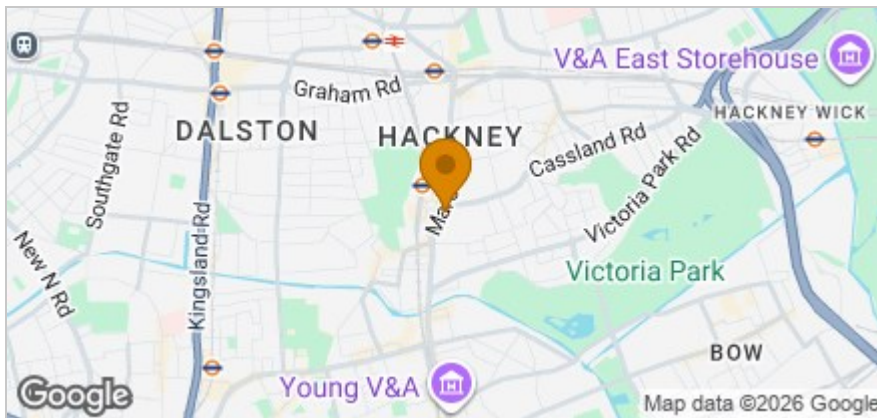 V&A East Storehouse
Graham Rd
HACKNEY WICK
DALSTON
HACKNEY
Cassland Rd
Southgate Rd
Victoria Park Rd
Kingsland Rd
New N Rd
Victoria Park
BOW
Young V&A
Google
Map data ©2026 Google